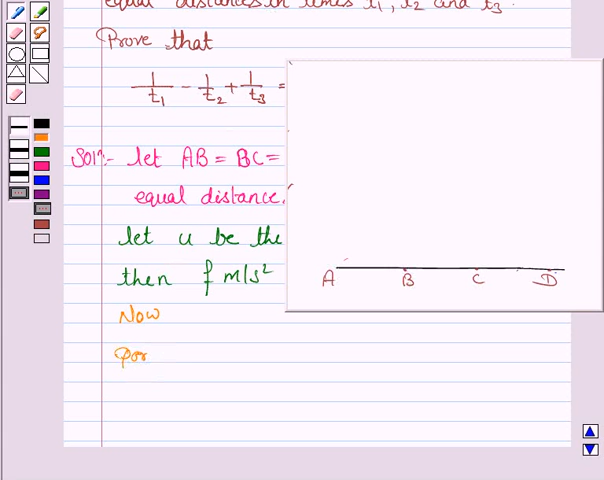 equal distances in times t₁, t₂ and t₃.
Prove that
1/t₁ - 1/t₂ + 1/t₃ =
Solⁿ:- let AB = BC =
equal distance.
let u be the
then f m/s²
Now
for
A B C D